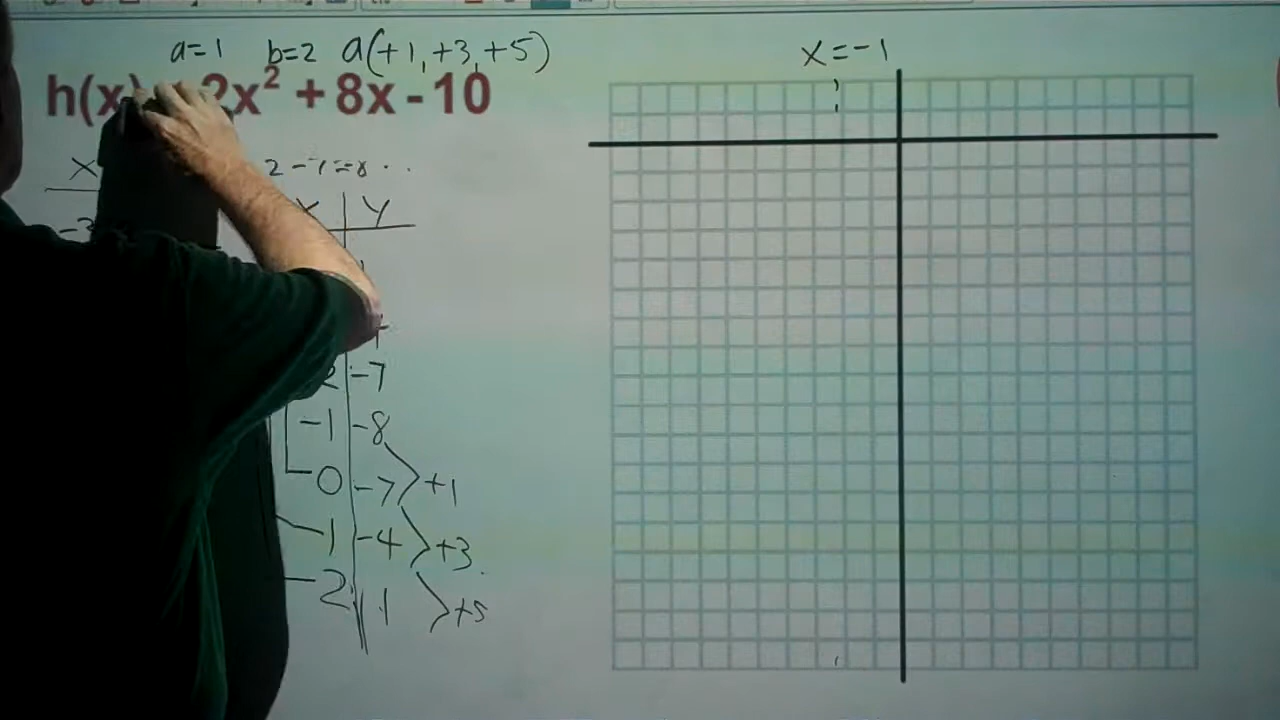 a=1 b=2 a(+1,+3,+5)
x=-1
h(x) 2x² + 8x - 10
X
2-7=-8
Y
-7
-1 -8
0 -7 +1
1 -4 +3
2 1 +5